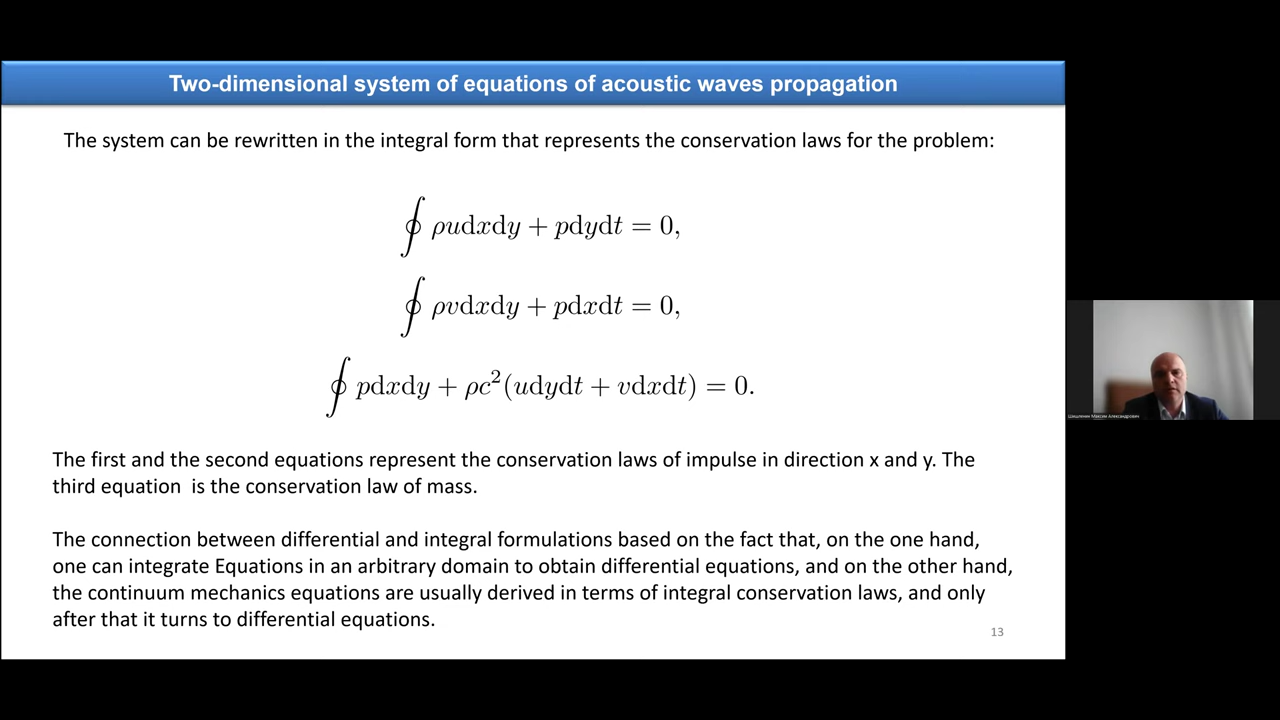 Two-dimensional system of equations of acoustic waves propagation
The system can be rewritten in the integral form that represents the conservation laws for the problem:
∮ ρudxdy + pdydt = 0,
∮ ρvdxdy + pdxdt = 0,
∮ pdxdy + ρc²(udydt + vdxdt) = 0.
The first and the second equations represent the conservation laws of impulse in direction x and y. The
third equation is the conservation law of mass.
The connection between differential and integral formulations based on the fact that, on the one hand,
one can integrate Equations in an arbitrary domain to obtain differential equations, and on the other hand,
the continuum mechanics equations are usually derived in terms of integral conservation laws, and only
after that it turns to differential equations.
13
Шишленин Максим Александрович